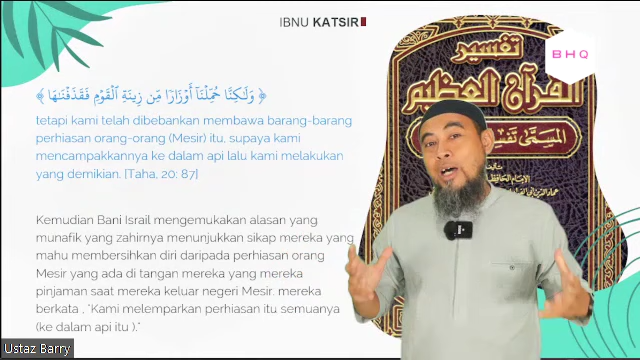 IBNU KATSIR
BHQ
تفسير
القرآن العظيم
﴿ وَلَٰكِنَّا حُمِّلْنَآ أَوْزَارًا مِّن زِينَةِ ٱلْقَوْمِ فَقَذَفْنَٰهَا ﴾
tetapi kami telah dibebankan membawa barang-barang
perhiasan orang-orang (Mesir) itu, supaya kami
mencampakkannya ke dalam api lalu kami melakukan
yang demikian. [Taha, 20: 87]
Kemudian Bani Israil mengemukakan alasan yang
munafik yang zahirnya menunjukkan sikap mereka yang
mahu membersihkan diri daripada perhiasan orang
Mesir yang ada di tangan mereka yang mereka
pinjaman saat mereka keluar negeri Mesir. mereka
berkata , "Kami melemparkan perhiasan itu semuanya
(ke dalam api itu )."
Ustaz Barry